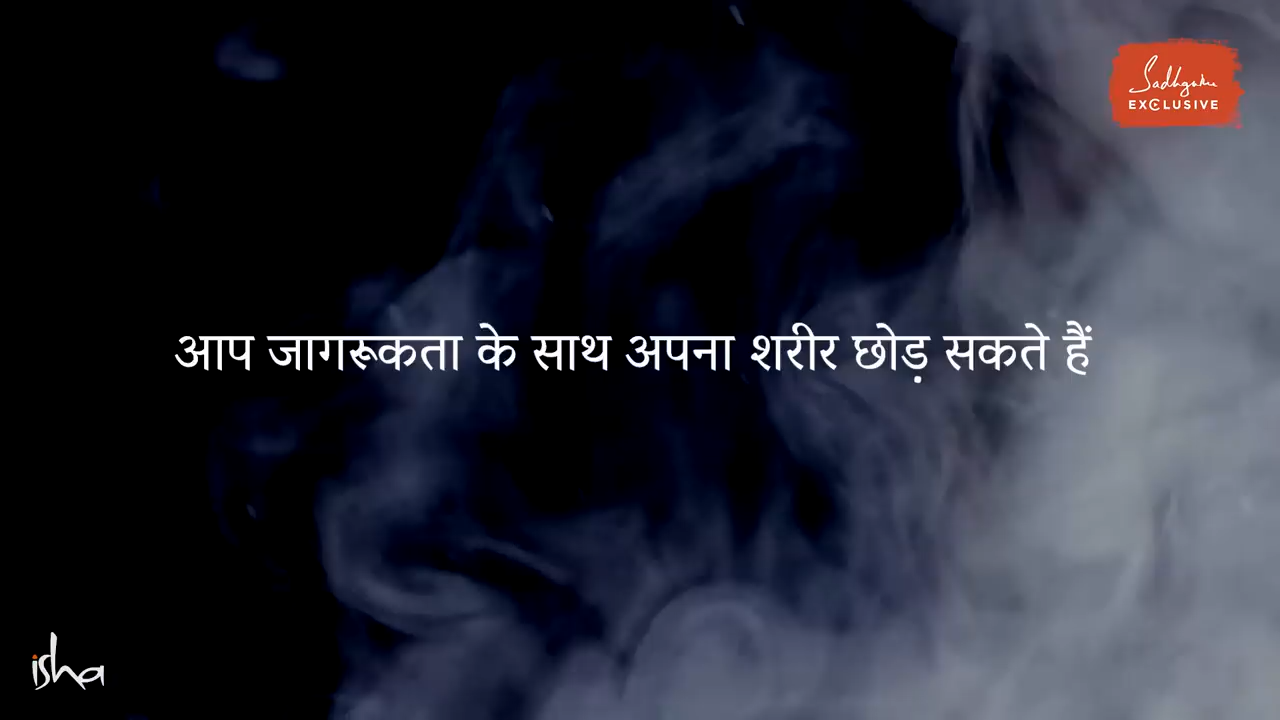 Sadhguru
EXCLUSIVE
आप जागरूकता के साथ अपना शरीर छोड़ सकते हैं
isha